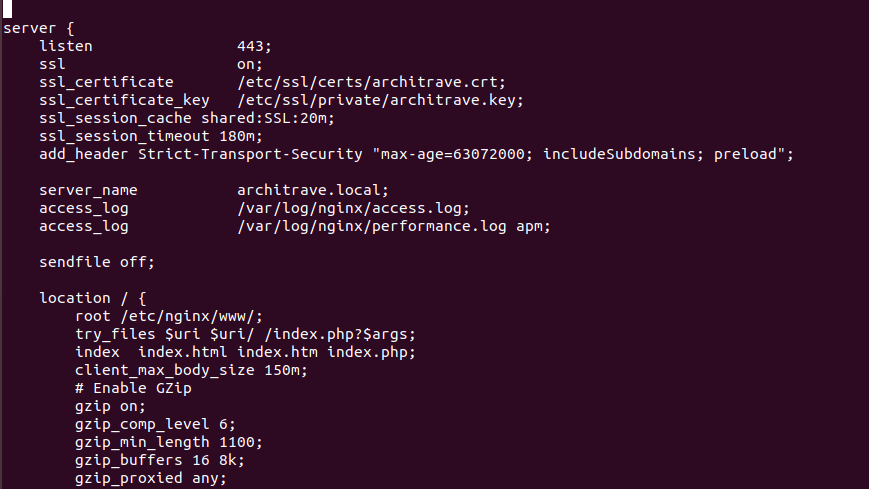 server {
    listen                443;
    ssl                   on;
    ssl_certificate       /etc/ssl/certs/architrave.crt;
    ssl_certificate_key   /etc/ssl/private/architrave.key;
    ssl_session_cache shared:SSL:20m;
    ssl_session_timeout 180m;
    add_header Strict-Transport-Security "max-age=63072000; includeSubdomains; preload";

    server_name           architrave.local;
    access_log            /var/log/nginx/access.log;
    access_log            /var/log/nginx/performance.log apm;

    sendfile off;

    location / {
        root /etc/nginx/www/;
        try_files $uri $uri/ /index.php?$args;
        index  index.html index.htm index.php;
        client_max_body_size 150m;
        # Enable GZip
        gzip on;
        gzip_comp_level 6;
        gzip_min_length 1100;
        gzip_buffers 16 8k;
        gzip_proxied any;